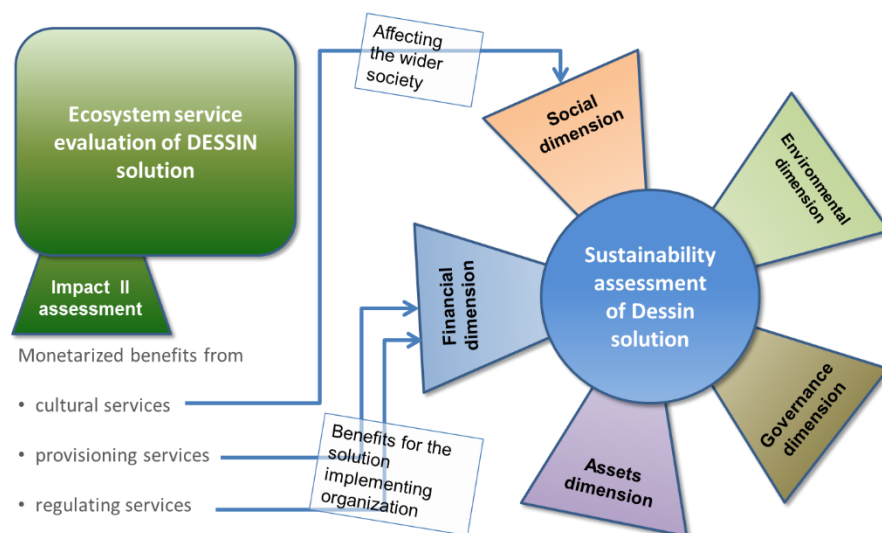 Ecosystem service
evaluation of DESSIN
solution
Impact II
assessment
Monetarized benefits from
• cultural services
• provisioning services
• regulating services
Affecting
the wider
society
Benefits for the
solution
implementing
organization
Social
dimension
Environmental
dimension
Financial
dimension
Sustainability
assessment
of Dessin
solution
Governance
dimension
Assets
dimension